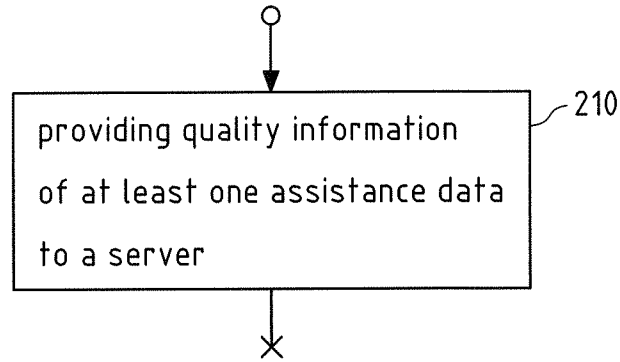 210
providing quality information
of at least one assistance data
to a server